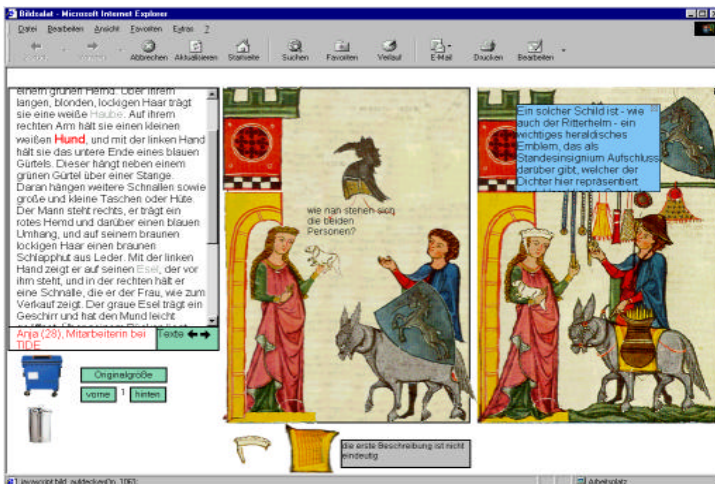 Bildsalat - Microsoft Internet Explorer
Datei Bearbeiten Ansicht Favoriten Extras ?
Zurück Vorwärts Abbrechen Aktualisieren Startseite Suchen Favoriten Verlauf E-Mail Drucken Bearbeiten
einem grünen Hemd. Über ihrem
langen, blonden, lockigen Haar trägt
sie eine weiße Haube. Auf ihrem
rechten Arm hält sie einen kleinen
weißen Hund, und mit der linken Hand
hält sie das untere Ende eines blauen
Gürtels. Dieser hängt neben einem
grünen Gürtel über einer Stange.
Daran hängen weitere Schnallen sowie
große und kleine Taschen oder Hüte.
Der Mann steht rechts, er trägt ein
rotes Hemd und darüber einen blauen
Umhang, und auf seinem braunen
lockigen Haar einen braunen
Schlapphut aus Leder. Mit der linken
Hand zeigt er auf seinen Esel, der vor
ihm steht, und in der rechten hält er
eine Schnalle, die er der Frau, wie zum
Verkauf zeigt. Der graue Esel trägt ein
Geschirr und hat den Mund leicht
Anja (28), Mitarbeiterin bei
TIDE
Texte
Originalgröße
vorne 1 hinten
wie nan stehen sich
die beiden
Personen?
die erste Beschreibung ist nicht
eindeutig
Ein solcher Schild ist - wie
auch der Ritterhelm - ein
wichtiges heraldisches
Emblem, das als
Standesinsignium Aufschluss
darüber gibt, welcher der
Dichter hier repräsentiert
Arbeitsplatz